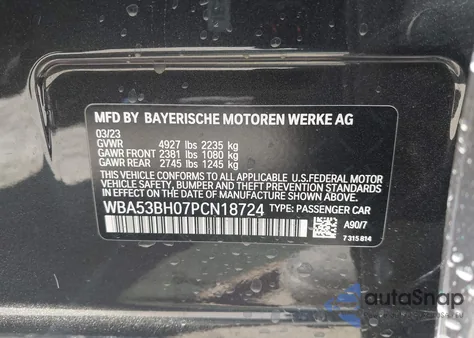 MFD BY BAYERISCHE MOTOREN WERKE AG
03/23
GVWR 4927 lbs 2235 kg
GAWR FRONT 2381 lbs 1080 kg
GAWR REAR 2745 lbs 1245 kg
THIS VEHICLE CONFORMS TO ALL APPLICABLE U.S.FEDERAL MOTOR
VEHICLE SAFETY, BUMPER, AND THEFT PREVENTION STANDARDS
IN EFFECT ON THE DATE OF MANUFACTURE SHOWN ABOVE.
WBA53BH07PCN18724 TYPE: PASSENGER CAR
A90/7
7 315 814
autoSnap